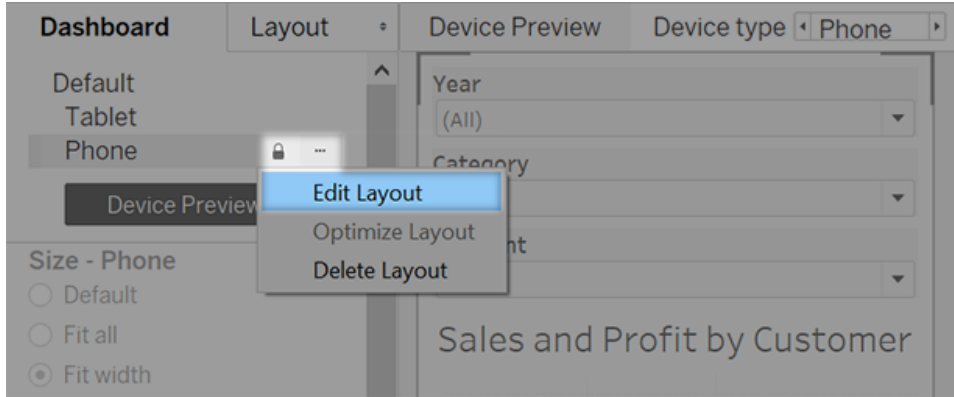 Dashboard Layout Device Preview Device type Phone
Default
Tablet
Phone
Device Preview
Size - Phone
Default
Fit all
Fit width
Edit Layout
Optimize Layout
Delete Layout
Year
(All)
Category
nt
Sales and Profit by Customer